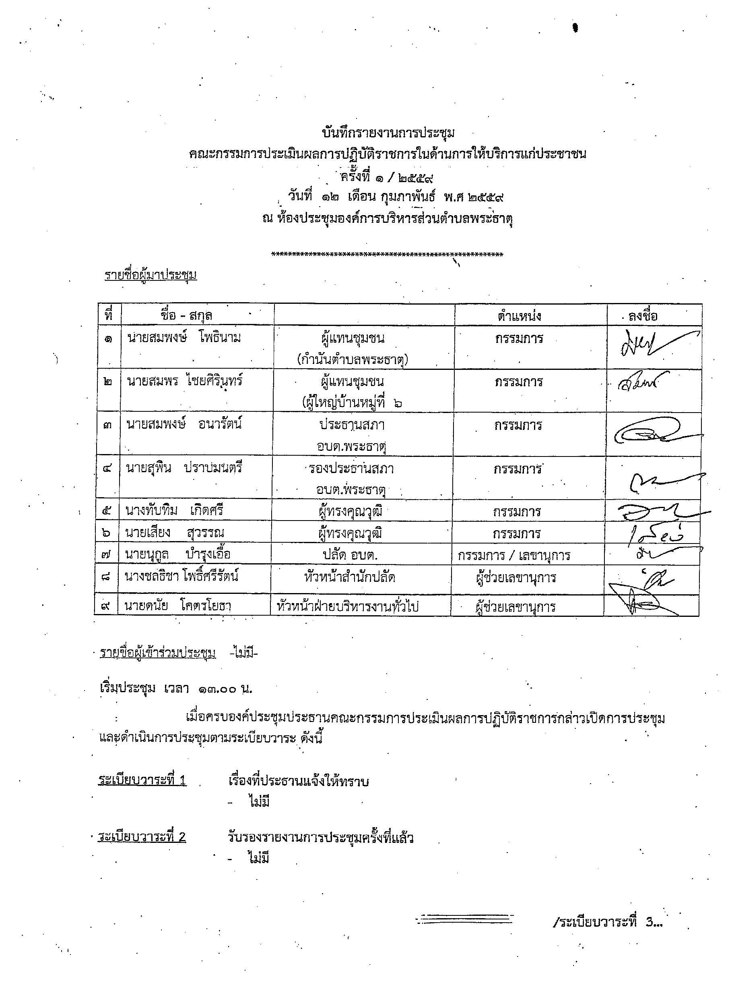 บันทึกรายงานการประชุม
คณะกรรมการประเมินผลการปฏิบัติราชการในด้านการให้บริการแก่ประชาชน
ครั้งที่ ๑ / ๒๕๕๙
วันที่ ๑๒ เดือน กุมภาพันธ์ พ.ศ ๒๕๕๙
ณ ห้องประชุมองค์การบริหารส่วนตำบลพระธาตุ
*******************************************************
รายชื่อผู้มาประชุม
ที่ ชื่อ - สกุล ตำแหน่ง ลงชื่อ
๑ นายสมพงษ์ โพธินาม ผู้แทนชุมชน กรรมการ
(กำนันตำบลพระธาตุ)
๒ นายสมพร ไชยศิรินทร์ ผู้แทนชุมชน กรรมการ
(ผู้ใหญ่บ้านหมู่ที่ ๖
๓ นายสมพงษ์ อนารัตน์ ประธานสภา กรรมการ
อบต.พระธาตุ
๔ นายสุพิน ปราบมนตรี รองประธานสภา กรรมการ
อบต.พระธาตุ
๕ นางทับทิม เกิดศรี ผู้ทรงคุณวุฒิ กรรมการ
๖ นายเสียง สุวรรณ ผู้ทรงคุณวุฒิ กรรมการ
๗ นายนุกูล บำรุงเอื้อ ปลัด อบต. กรรมการ / เลขานุการ
๘ นางชลธิชา โพธิ์ศรีรัตน์ หัวหน้าสำนักปลัด ผู้ช่วยเลขานุการ
๙ นายดนัย โคตรโยธา หัวหน้าฝ่ายบริหารงานทั่วไป ผู้ช่วยเลขานุการ
รายชื่อผู้เข้าร่วมประชุม -ไม่มี-
เริ่มประชุม เวลา ๑๓.๐๐ น.
เมื่อครบองค์ประชุมประธานคณะกรรมการประเมินผลการปฏิบัติราชการกล่าวเปิดการประชุม
และดำเนินการประชุมตามระเบียบวาระ ดังนี้
ระเบียบวาระที่ 1 เรื่องที่ประธานแจ้งให้ทราบ
- ไม่มี
ระเบียบวาระที่ 2 รับรองรายงานการประชุมครั้งที่แล้ว
- ไม่มี
/ระเบียบวาระที่ 3...